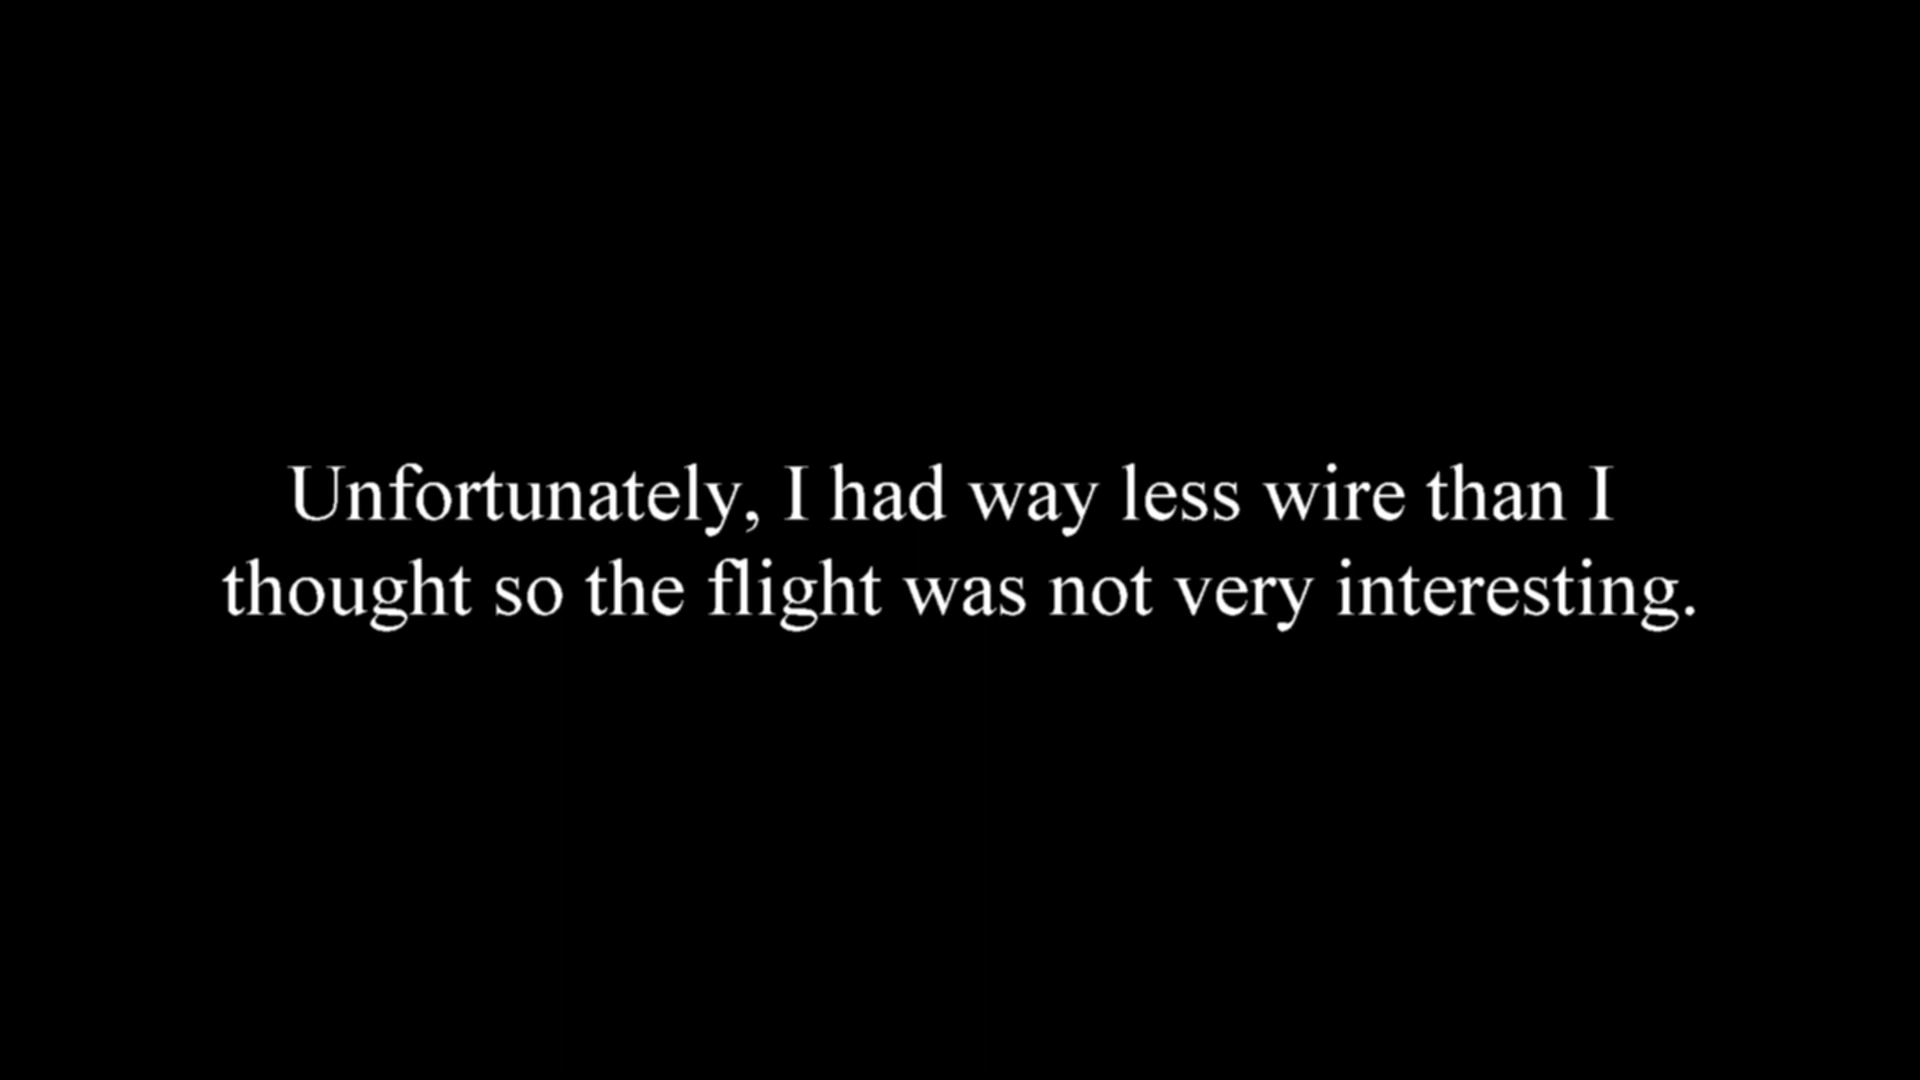 Unfortunately, I had way less wire than I
thought so the flight was not very interesting.